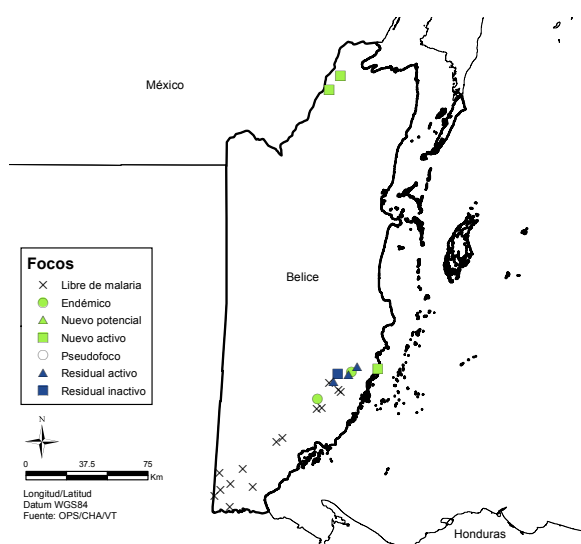 México
Belice
Focos
Libre de malaria
Endémico
Nuevo potencial
Nuevo activo
Pseudofoco
Residual activo
Residual inactivo
N
0 37.5 75
Km
Longitud/Latitud
Datum WGS84
Fuente: OPS/CHA/VT
Honduras